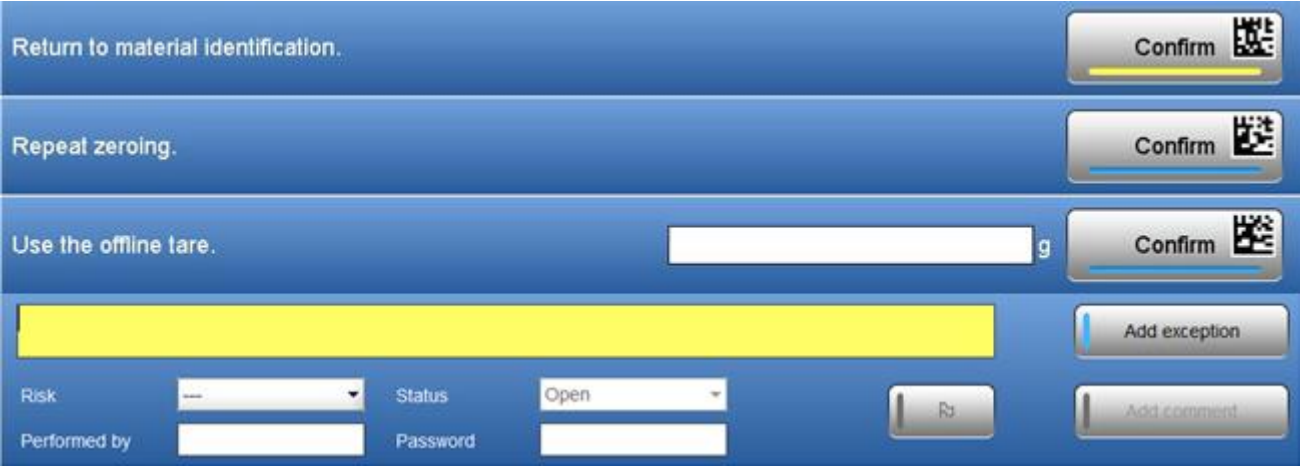 Return to material identification. Confirm
Repeat zeroing. Confirm
Use the offline tare. g Confirm
Add exception
Risk --- Status Open Add comment
Performed by Password